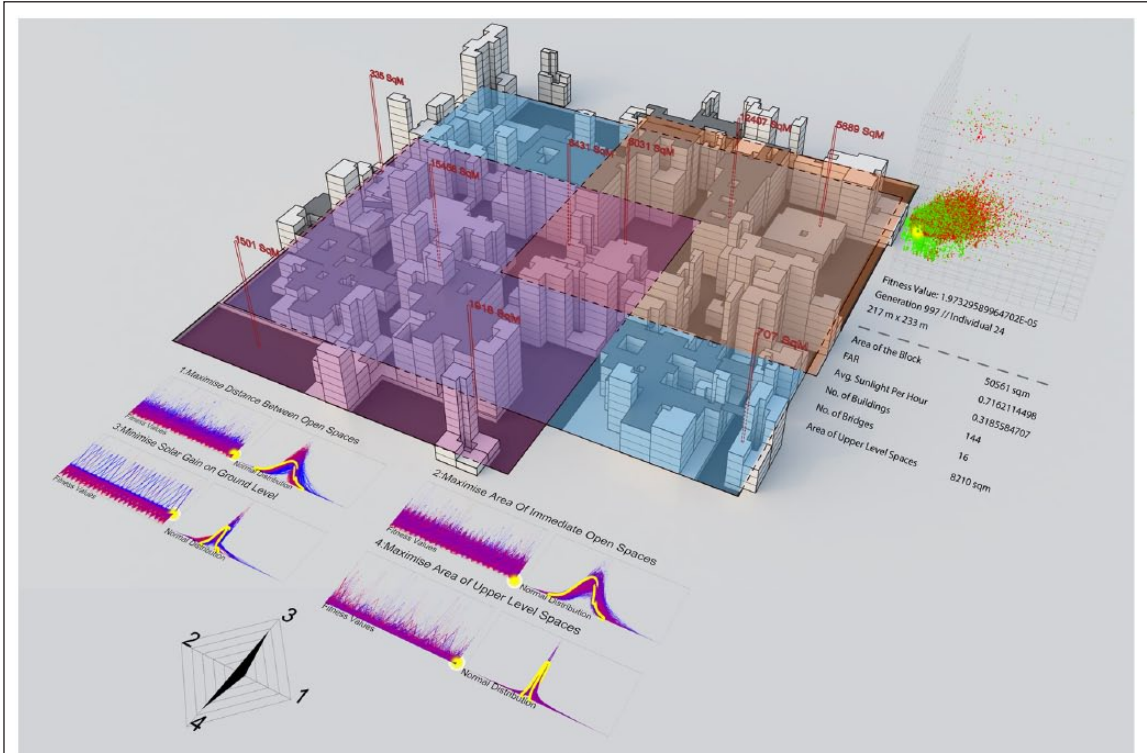 335 SqM
12407 SqM
5889 SqM
8431 SqM
6031 SqM
15456 SqM
1501 SqM
1918 SqM
707 SqM
Fitness Value: 1.97329589964702E-05
Generation 997 // Individual 24
217 m x 233 m
Area of the Block 50561 sqm
FAR 0.7162114498
Avg. Sunlight Per Hour 0.3185584707
No. of Buildings 144
No. of Bridges 16
Area of Upper Level Spaces 8210 sqm
1:Maximise Distance Between Open Spaces
Fitness Values
Normal Distribution
3:Minimise Solar Gain on Ground Level
Fitness Values
Normal Distribution
2:Maximise Area Of Immediate Open Spaces
Fitness Values
Normal Distribution
4:Maximise Area of Upper Level Spaces
Fitness Values
Normal Distribution
3
2
1
4